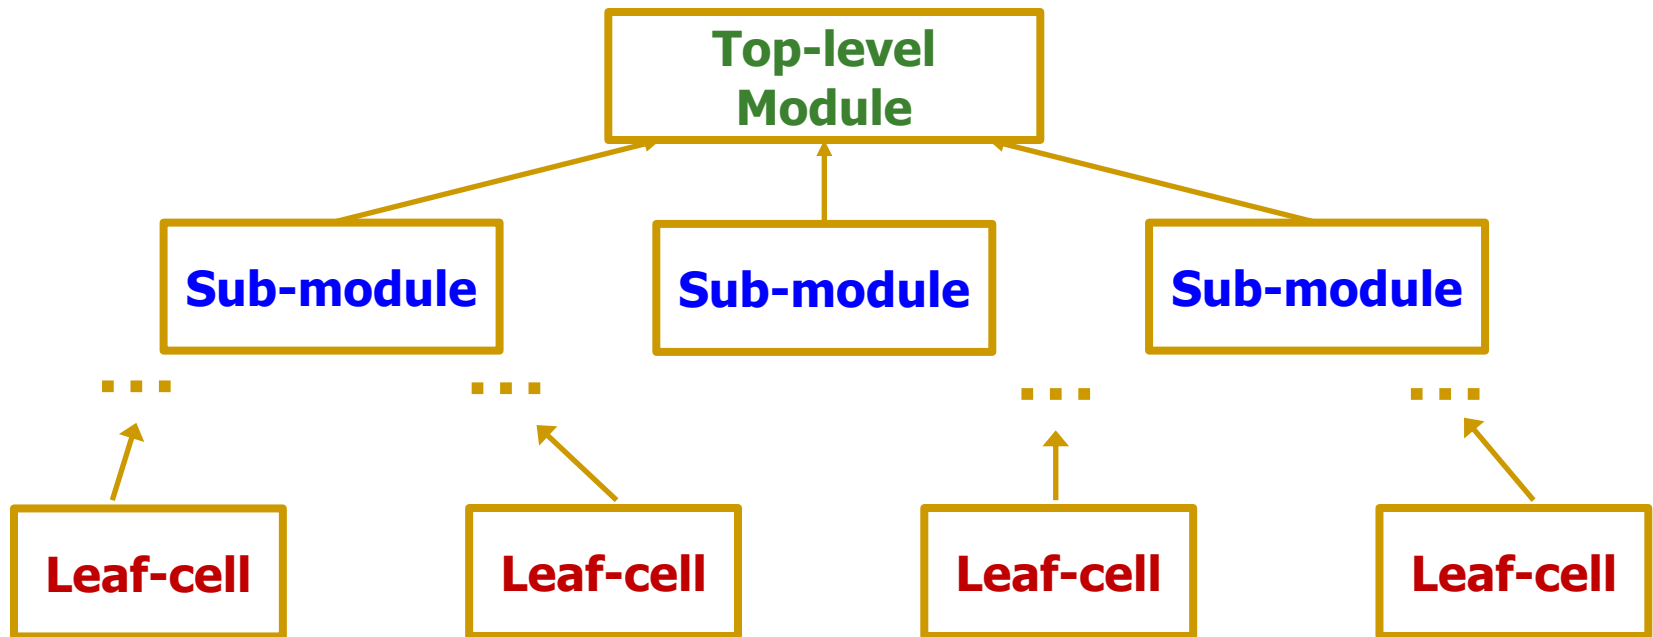 Top-level
Module
Sub-module
Sub-module
Sub-module
...
...
...
...
Leaf-cell
Leaf-cell
Leaf-cell
Leaf-cell